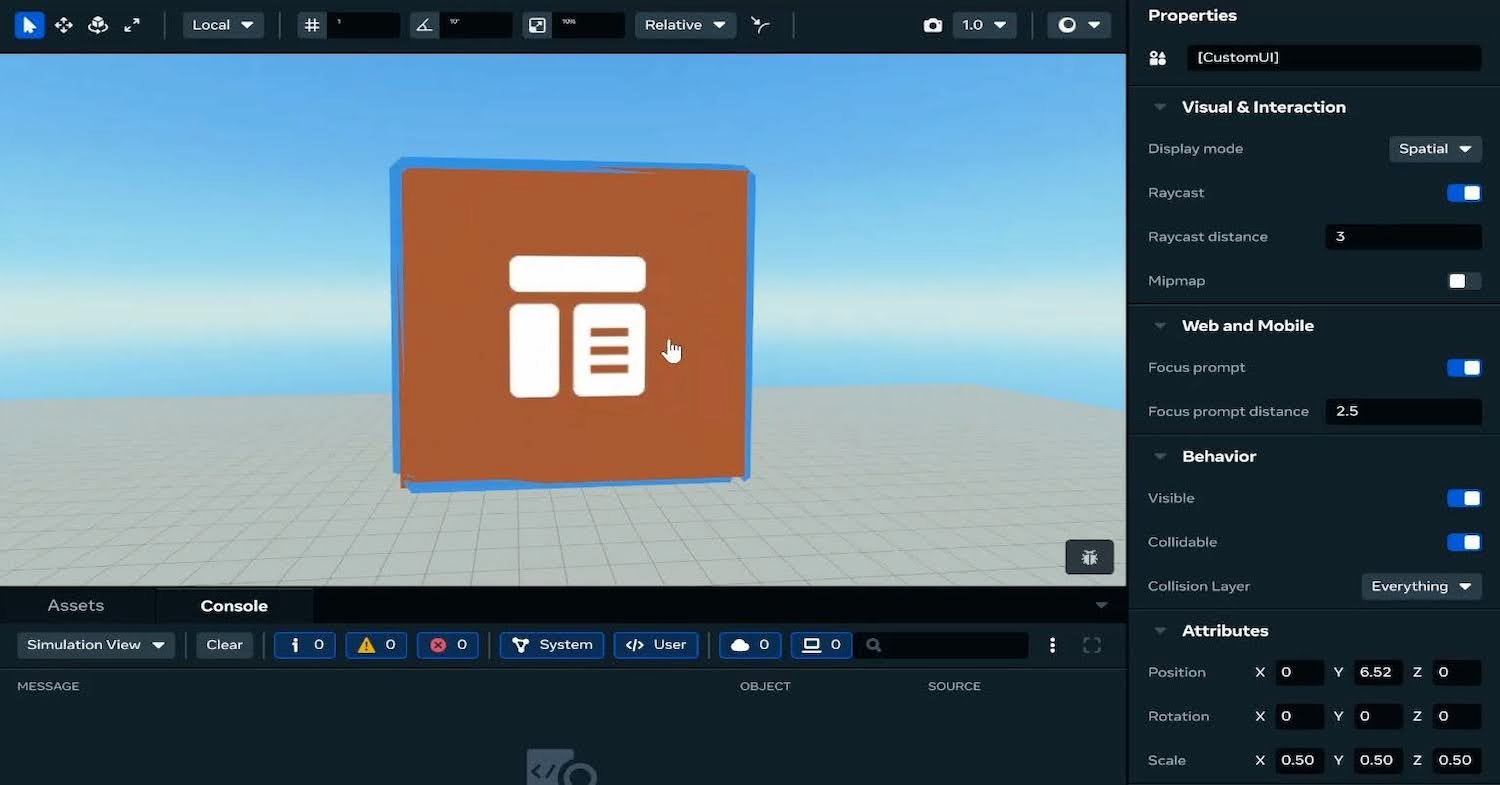 Local 1 10° 10% Relative 1.0
Properties
[CustomUI]
Visual & Interaction
Display mode Spatial
Raycast
Raycast distance 3
Mipmap
Web and Mobile
Focus prompt
Focus prompt distance 2.5
Behavior
Visible
Collidable
Collision Layer Everything
Attributes
Position X 0 Y 6.52 Z 0
Rotation X 0 Y 0 Z 0
Scale X 0.50 Y 0.50 Z 0.50
Assets Console
Simulation View Clear 0 0 0 System </> User 0 0
MESSAGE OBJECT SOURCE